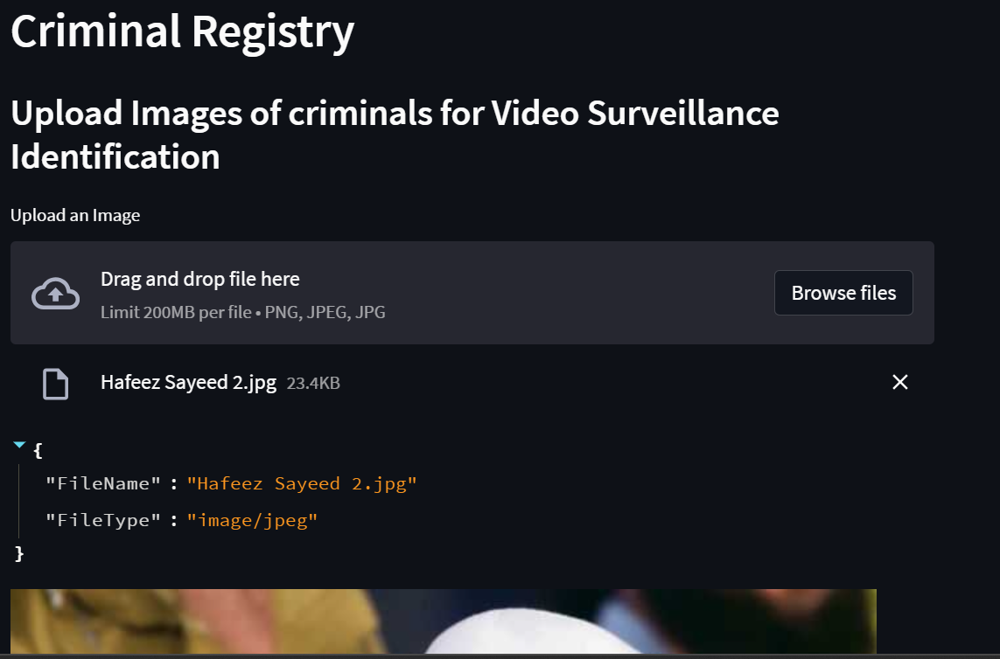 Criminal Registry
Upload Images of criminals for Video Surveillance
Identification
Upload an Image
Drag and drop file here
Limit 200MB per file • PNG, JPEG, JPG
Browse files
Hafeez Sayeed 2.jpg 23.4KB
{
"FileName" : "Hafeez Sayeed 2.jpg"
"FileType" : "image/jpeg"
}